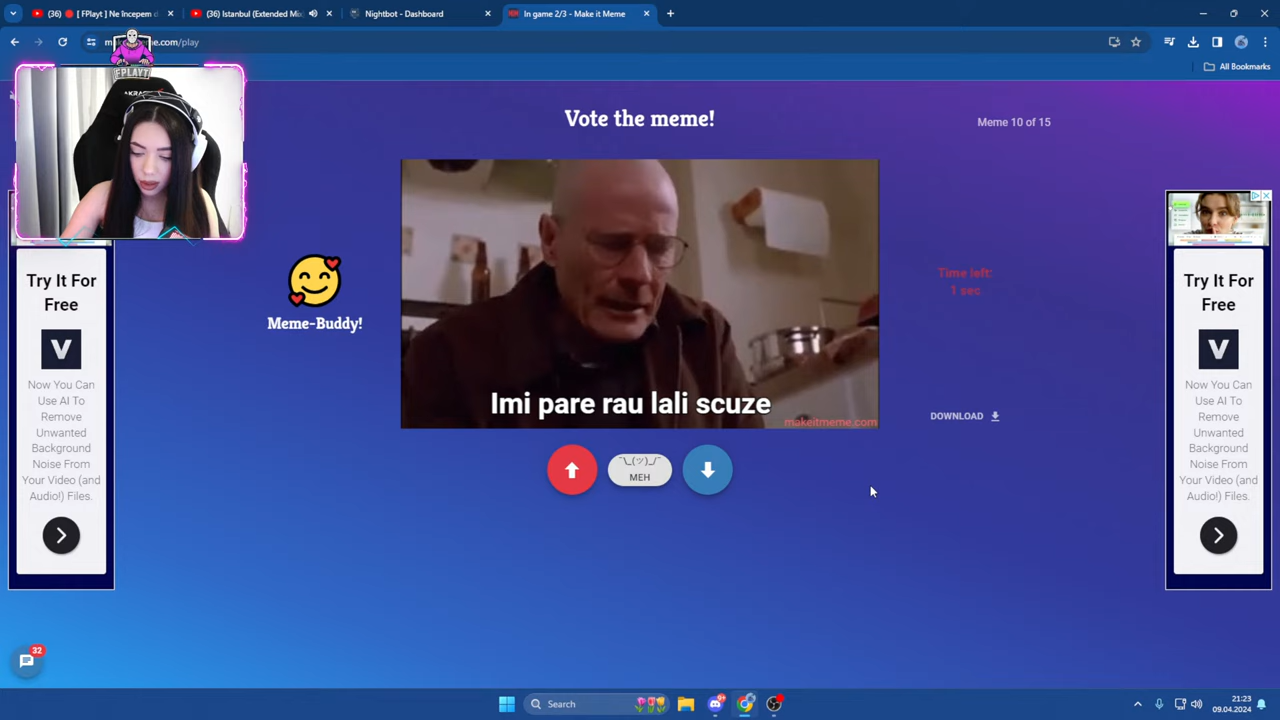 (36) 🔴 [ FPlayt ] Ne Incepem d
(36) Istanbul (Extended Mix
Nightbot - Dashboard
In game 2/3 - Make it Meme
All Bookmarks
FPLAYT
Vote the meme!
Meme 10 of 15
Try It For
Free
V
Now You Can
Use AI To
Remove
Unwanted
Background
Noise From
Your Video (and
Audio!) Files.
Meme-Buddy!
Imi pare rau lali scuze
makeitmeme.com
Time left:
1 sec
DOWNLOAD
¯\_(ツ)_/¯
MEH
Try It For
Free
V
Now You Can
Use AI To
Remove
Unwanted
Background
Noise From
Your Video (and
Audio!) Files.
32
Search
21:23
09.04.2024